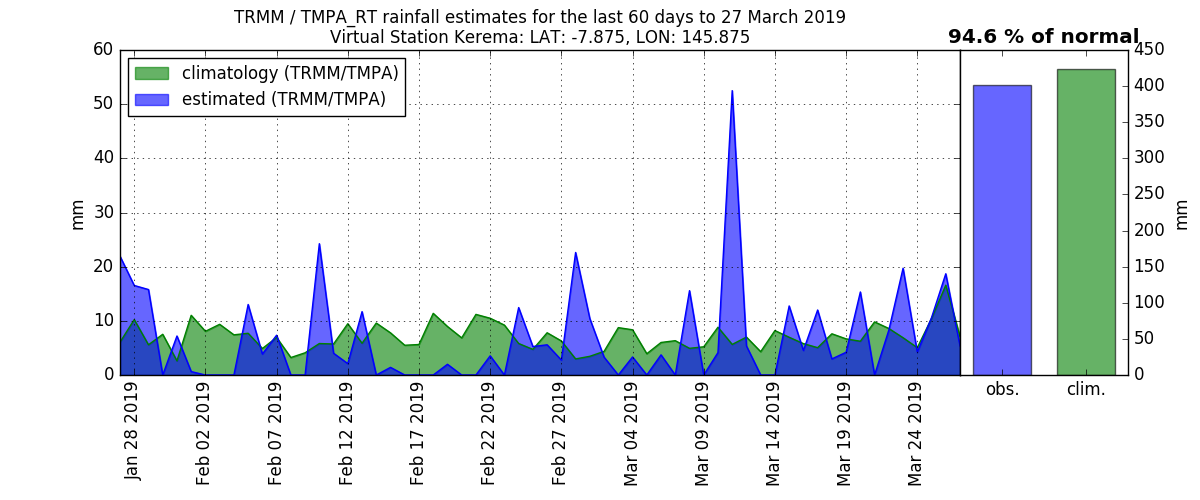 TRMM / TMPA_RT rainfall estimates for the last 60 days to 27 March 2019
Virtual Station Kerema: LAT: -7.875, LON: 145.875
94.6 % of normal
climatology (TRMM/TMPA)
estimated (TRMM/TMPA)
60
50
40
30
20
10
0
mm
Jan 28 2019
Feb 02 2019
Feb 07 2019
Feb 12 2019
Feb 17 2019
Feb 22 2019
Feb 27 2019
Mar 04 2019
Mar 09 2019
Mar 14 2019
Mar 19 2019
Mar 24 2019
obs.
clim.
450
400
350
300
250
200
150
100
50
0
mm